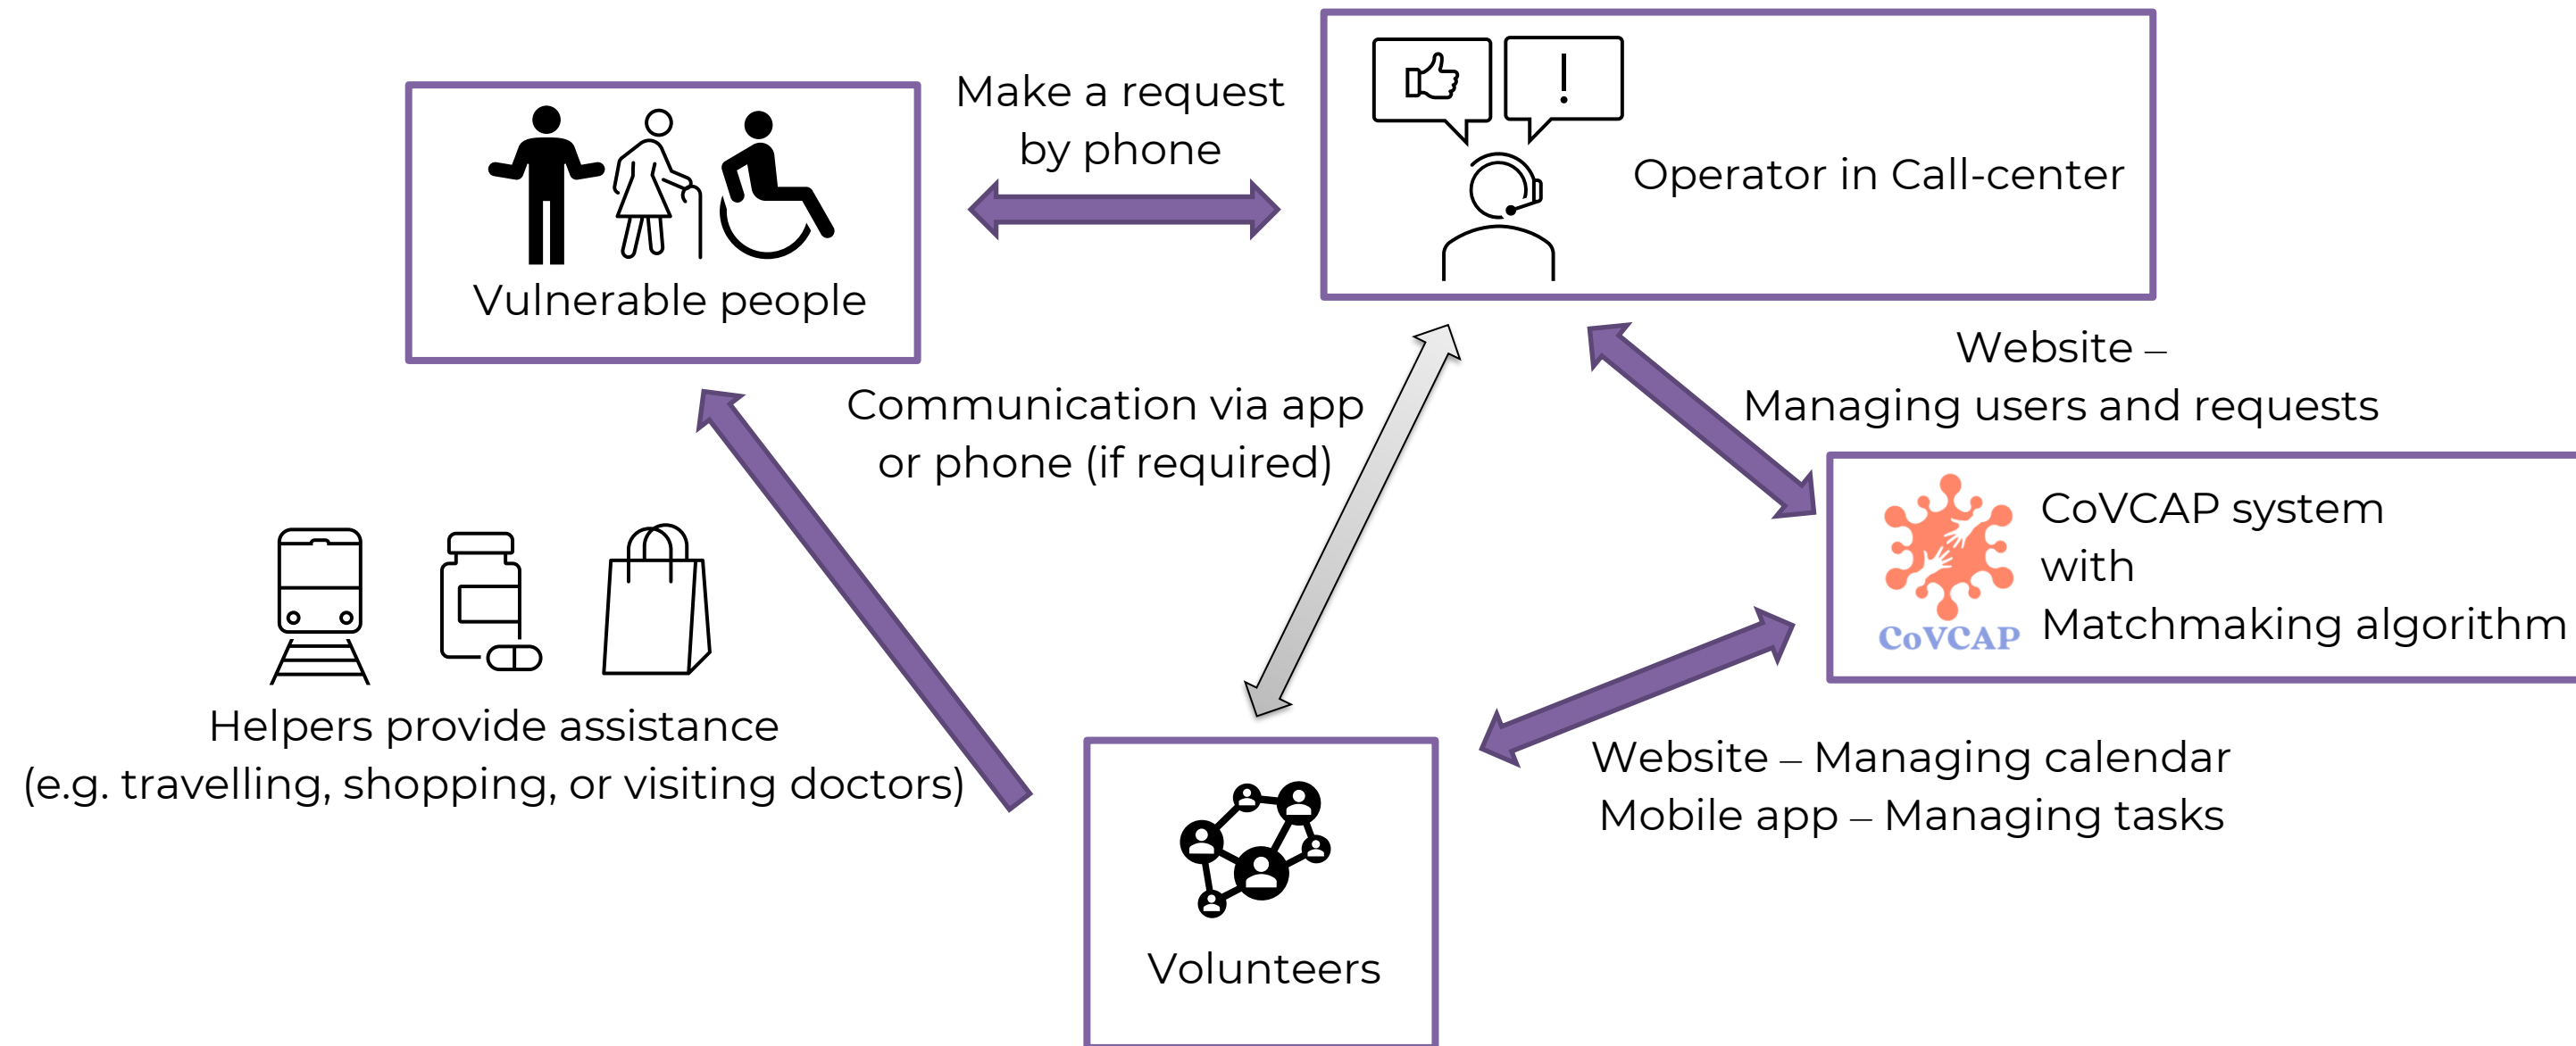 Make a request
by phone
Vulnerable people
!
Operator in Call-center
Communication via app
or phone (if required)
Website –
Managing users and requests
CoVCAP
CoVCAP system
with
Matchmaking algorithm
Helpers provide assistance
(e.g. travelling, shopping, or visiting doctors)
Website – Managing calendar
Mobile app – Managing tasks
Volunteers